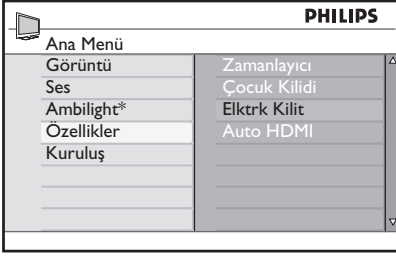 PHILIPS
Ana Menü
Görüntü
Ses
Ambilight*
Özellikler
Kuruluş
Zamanlayıcı
Çocuk Kilidi
Elktrk Kilit
Auto HDMI